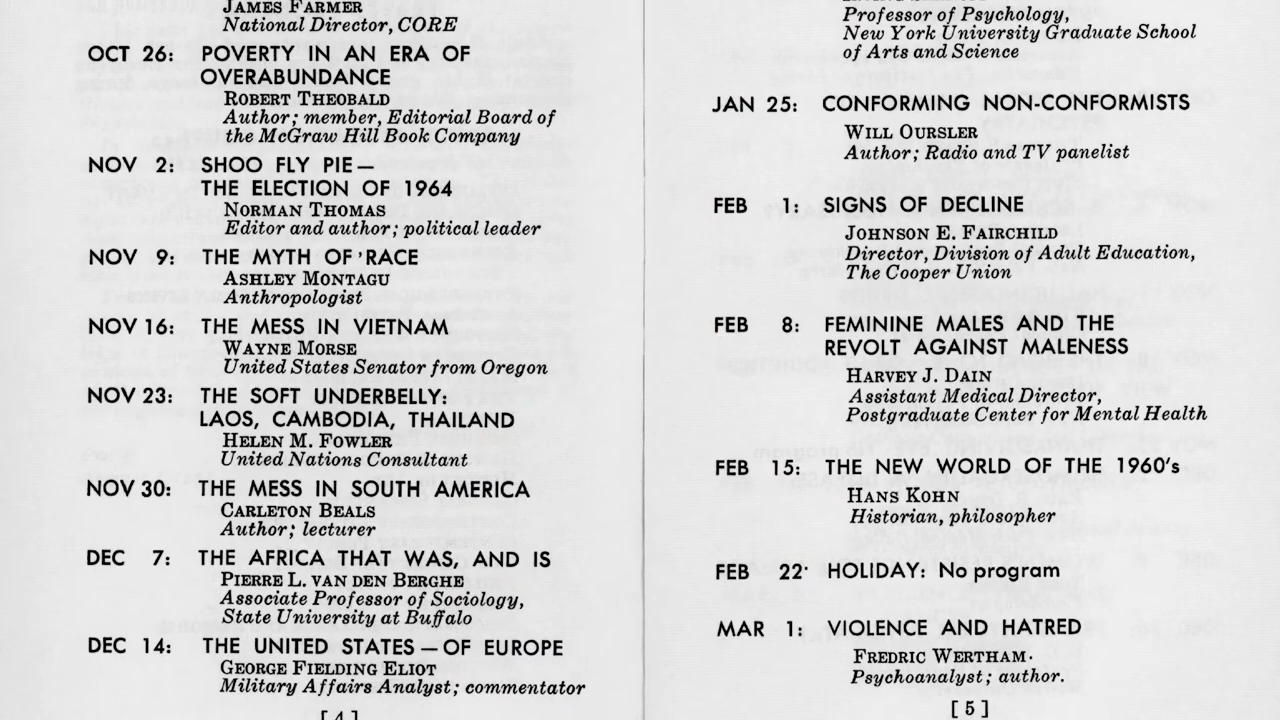 JAMES FARMER
National Director, CORE
OCT 26: POVERTY IN AN ERA OF
OVERABUNDANCE
ROBERT THEOBALD
Author; member, Editorial Board of
the McGraw Hill Book Company
NOV 2: SHOO FLY PIE—
THE ELECTION OF 1964
NORMAN THOMAS
Editor and author; political leader
NOV 9: THE MYTH OF 'RACE
ASHLEY MONTAGU
Anthropologist
NOV 16: THE MESS IN VIETNAM
WAYNE MORSE
United States Senator from Oregon
NOV 23: THE SOFT UNDERBELLY:
LAOS, CAMBODIA, THAILAND
HELEN M. FOWLER
United Nations Consultant
NOV 30: THE MESS IN SOUTH AMERICA
CARLETON BEALS
Author; lecturer
DEC 7: THE AFRICA THAT WAS, AND IS
PIERRE L. VAN DEN BERGHE
Associate Professor of Sociology,
State University at Buffalo
DEC 14: THE UNITED STATES—OF EUROPE
GEORGE FIELDING ELIOT
Military Affairs Analyst; commentator
[4]
Professor of Psychology,
New York University Graduate School
of Arts and Science
JAN 25: CONFORMING NON-CONFORMISTS
WILL OURSLER
Author; Radio and TV panelist
FEB 1: SIGNS OF DECLINE
JOHNSON E. FAIRCHILD
Director, Division of Adult Education,
The Cooper Union
FEB 8: FEMININE MALES AND THE
REVOLT AGAINST MALENESS
HARVEY J. DAIN
Assistant Medical Director,
Postgraduate Center for Mental Health
FEB 15: THE NEW WORLD OF THE 1960's
HANS KOHN
Historian, philosopher
FEB 22· HOLIDAY: No program
MAR 1: VIOLENCE AND HATRED
FREDRIC WERTHAM·
Psychoanalyst; author.
[5]